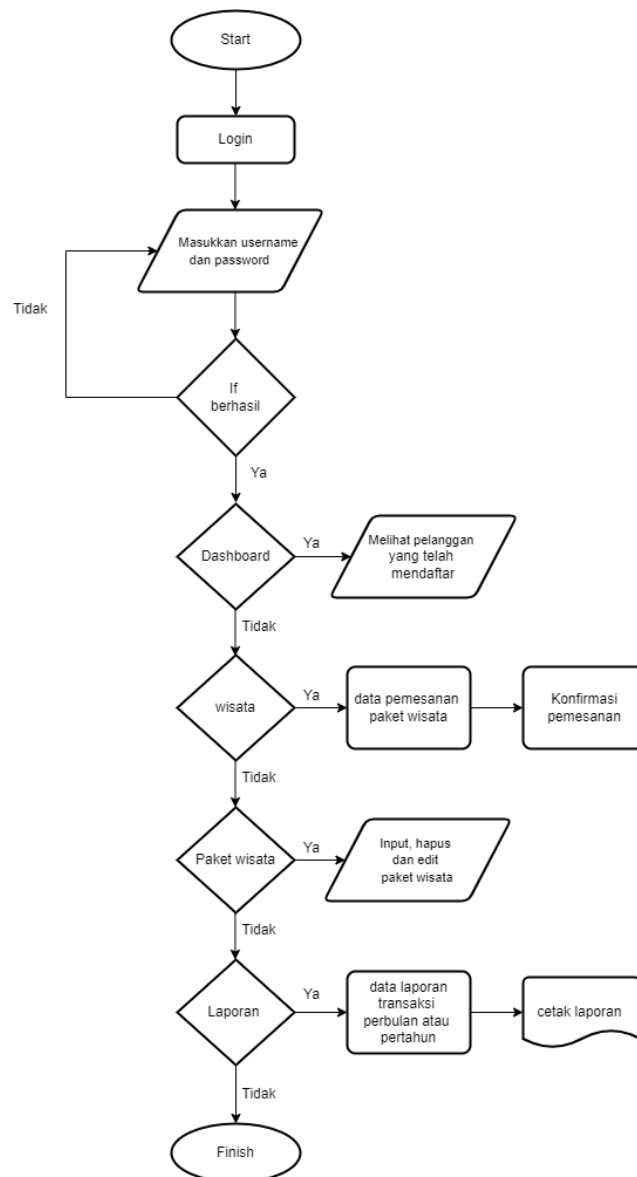 Start
Login
Masukkan username
dan password
Tidak
If
berhasil
Ya
Dashboard
Ya
Melihat pelanggan
yang telah
mendaftar
Tidak
wisata
Ya
data pemesanan
paket wisata
Konfirmasi
pemesanan
Tidak
Paket wisata
Ya
Input, hapus
dan edit
paket wisata
Tidak
Laporan
Ya
data laporan
transaksi
perbulan atau
pertahun
cetak laporan
Tidak
Finish